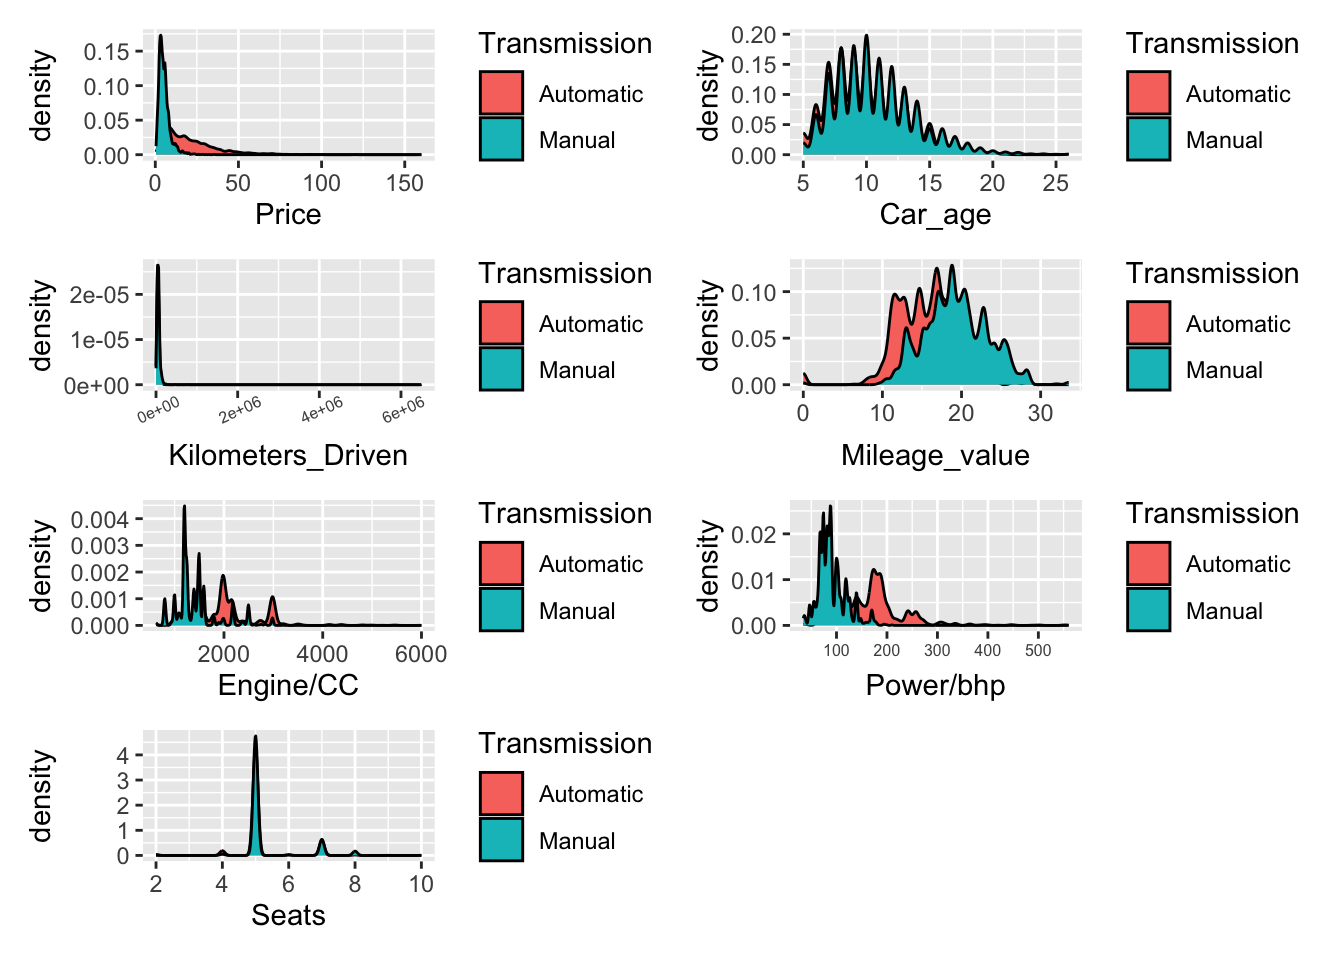 density
0.15
0.10
0.05
0.00
0 50 100 150
Price
Transmission
Automatic
Manual
density
0.20
0.15
0.10
0.05
0.00
5 10 15 20 25
Car_age
Transmission
Automatic
Manual
density
2e-05
1e-05
0e+00
0e+00 2e+06 4e+06 6e+06
Kilometers_Driven
Transmission
Automatic
Manual
density
0.10
0.05
0.00
0 10 20 30
Mileage_value
Transmission
Automatic
Manual
density
0.004
0.003
0.002
0.001
0.000
2000 4000 6000
Engine/CC
Transmission
Automatic
Manual
density
0.02
0.01
0.00
100 200 300 400 500
Power/bhp
Transmission
Automatic
Manual
density
4
3
2
1
0
2 4 6 8 10
Seats
Transmission
Automatic
Manual